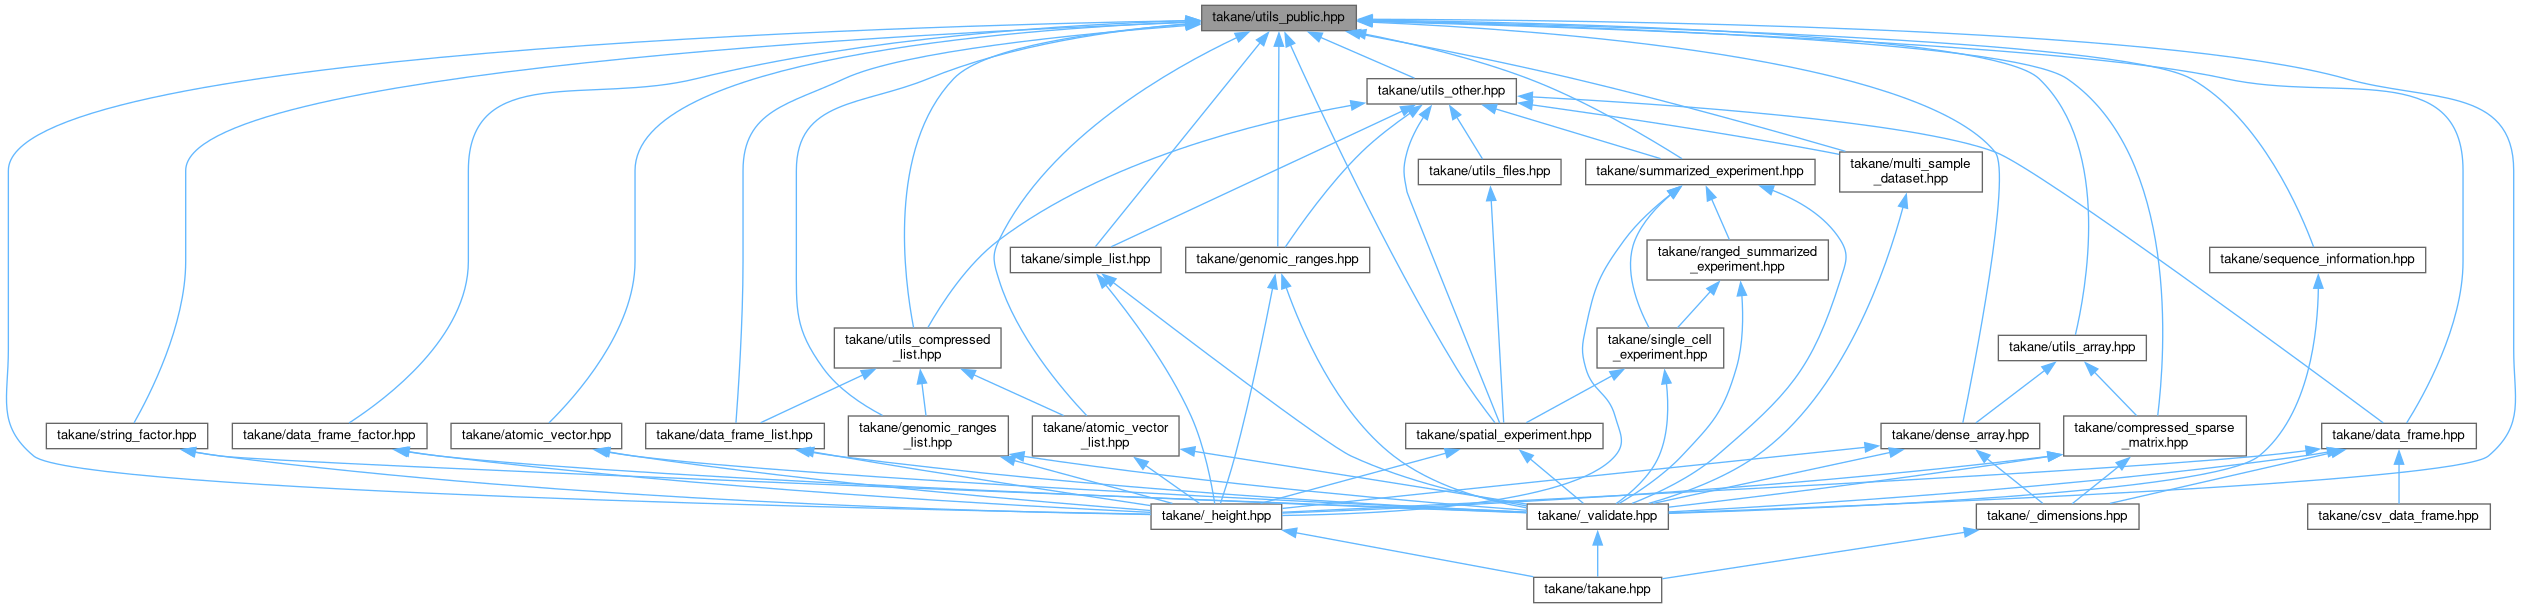 takane/utils_public.hpp
takane/utils_other.hpp
takane/utils_files.hpp
takane/summarized_experiment.hpp
takane/multi_sample
_dataset.hpp
takane/simple_list.hpp
takane/genomic_ranges.hpp
takane/ranged_summarized
_experiment.hpp
takane/sequence_information.hpp
takane/utils_compressed
_list.hpp
takane/single_cell
_experiment.hpp
takane/utils_array.hpp
takane/string_factor.hpp
takane/data_frame_factor.hpp
takane/atomic_vector.hpp
takane/data_frame_list.hpp
takane/genomic_ranges
_list.hpp
takane/atomic_vector
_list.hpp
takane/spatial_experiment.hpp
takane/dense_array.hpp
takane/compressed_sparse
_matrix.hpp
takane/data_frame.hpp
takane/_height.hpp
takane/_validate.hpp
takane/_dimensions.hpp
takane/csv_data_frame.hpp
takane/takane.hpp